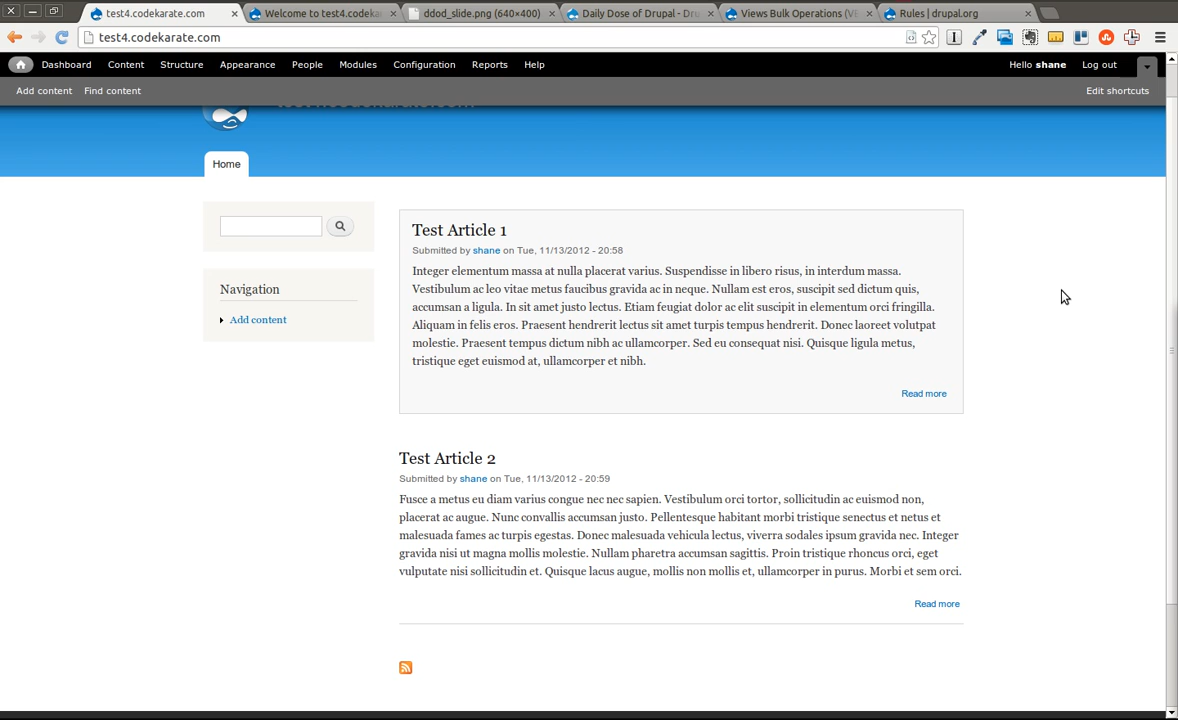 test4.codekarate.com
Welcome to test4.codekar
ddod_slide.png (640×400)
Daily Dose of Drupal - Dru
Views Bulk Operations (VB
Rules | drupal.org
test4.codekarate.com
Dashboard Content Structure Appearance People Modules Configuration Reports Help Hello shane Log out
Add content Find content Edit shortcuts
test4.codekarate.com
Home
Navigation
Add content
Test Article 1
Submitted by shane on Tue, 11/13/2012 - 20:58
Integer elementum massa at nulla placerat varius. Suspendisse in libero risus, in interdum massa.
Vestibulum ac leo vitae metus faucibus gravida ac in neque. Nullam est eros, suscipit sed dictum quis,
accumsan a ligula. In sit amet justo lectus. Etiam feugiat dolor ac elit suscipit in elementum orci fringilla.
Aliquam in felis eros. Praesent hendrerit lectus sit amet turpis tempus hendrerit. Donec laoreet volutpat
molestie. Praesent tempus dictum nibh ac ullamcorper. Sed eu consequat nisi. Quisque ligula metus,
tristique eget euismod at, ullamcorper et nibh.
Read more
Test Article 2
Submitted by shane on Tue, 11/13/2012 - 20:59
Fusce a metus eu diam varius congue nec nec sapien. Vestibulum orci tortor, sollicitudin ac euismod non,
placerat ac augue. Nunc convallis accumsan justo. Pellentesque habitant morbi tristique senectus et netus et
malesuada fames ac turpis egestas. Donec malesuada vehicula lectus, viverra sodales ipsum gravida nec. Integer
gravida nisi ut magna mollis molestie. Nullam pharetra accumsan sagittis. Proin tristique rhoncus orci, eget
vulputate nisi sollicitudin et. Quisque lacus augue, mollis non mollis et, ullamcorper in purus. Morbi et sem orci.
Read more